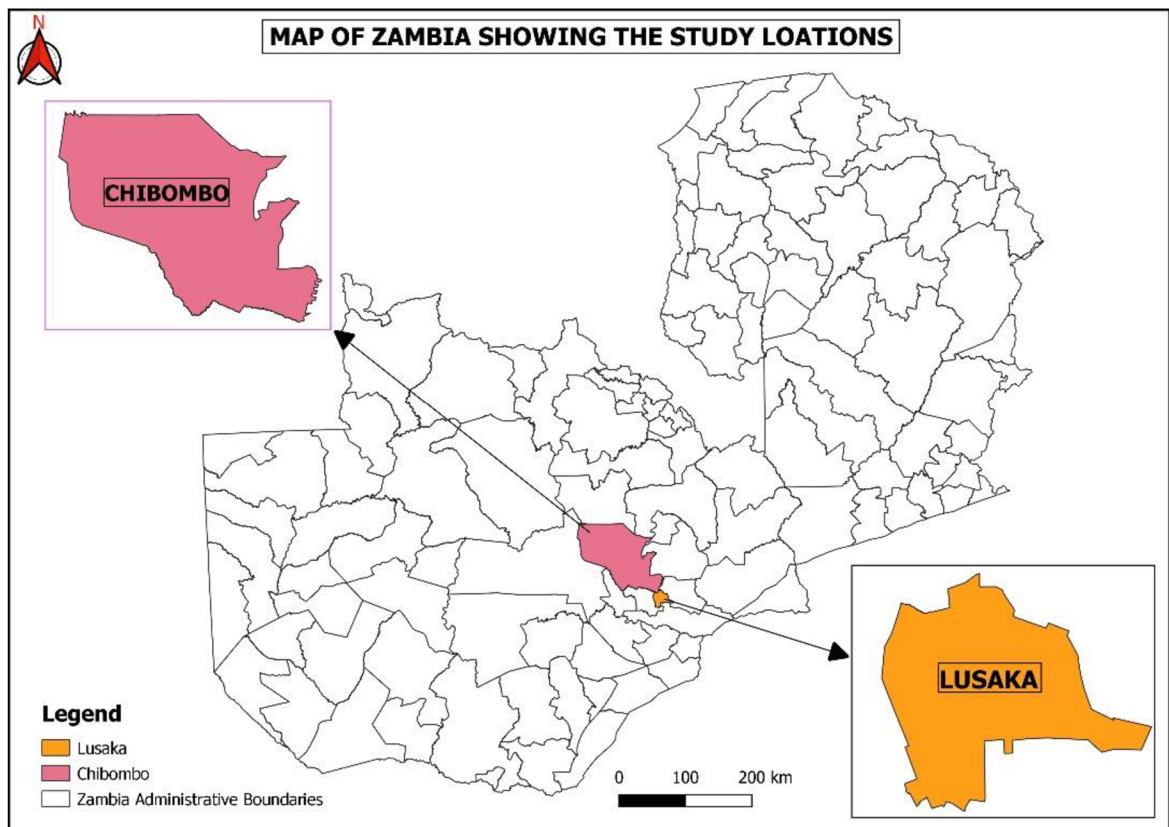 N
MAP OF ZAMBIA SHOWING THE STUDY LOATIONS
CHIBOMBO
LUSAKA
Legend
Lusaka
Chibombo
Zambia Administrative Boundaries
0 100 200 km